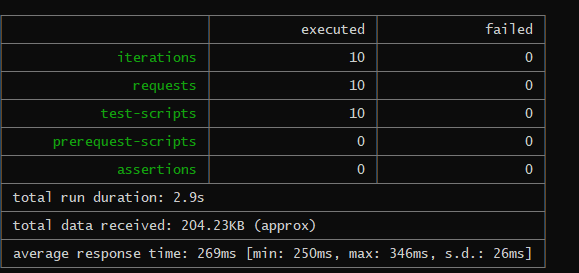 executed failed
iterations 10 0
requests 10 0
test-scripts 10 0
prerequest-scripts 0 0
assertions 0 0
total run duration: 2.9s
total data received: 204.23KB (approx)
average response time: 269ms [min: 250ms, max: 346ms, s.d.: 26ms]